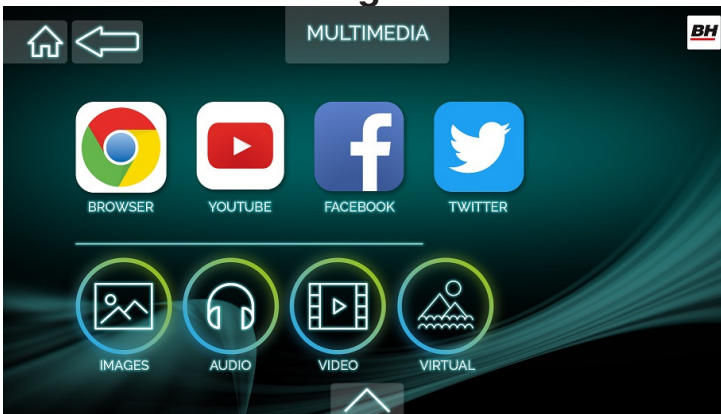 g
MULTIMEDIA
BH
BROWSER YOUTUBE FACEBOOK TWITTER
IMAGES AUDIO VIDEO VIRTUAL